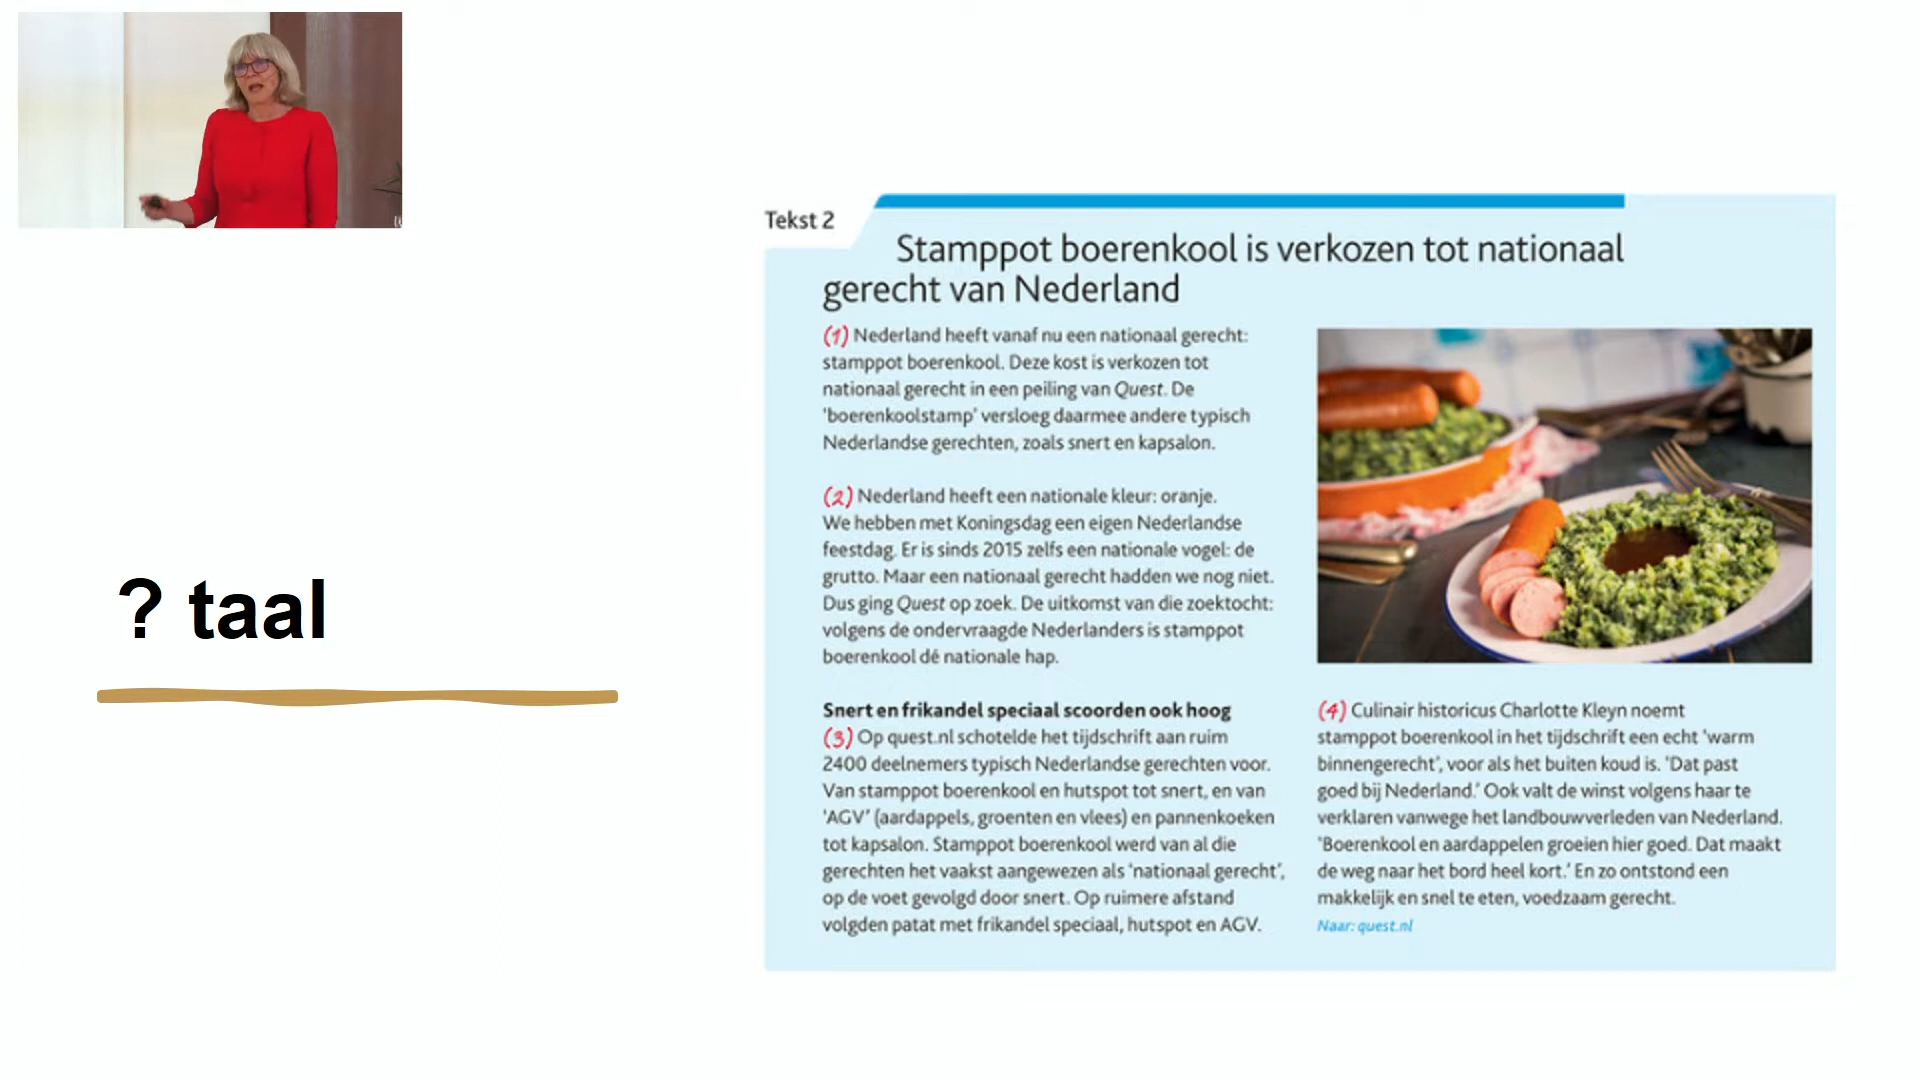 ? taal
Tekst 2
Stamppot boerenkool is verkozen tot nationaal
gerecht van Nederland
(1) Nederland heeft vanaf nu een nationaal gerecht:
stamppot boerenkool. Deze kost is verkozen tot
nationaal gerecht in een peiling van Quest. De
'boerenkoolstamp' versloeg daarmee andere typisch
Nederlandse gerechten, zoals snert en kapsalon.
(2) Nederland heeft een nationale kleur: oranje.
We hebben met Koningsdag een eigen Nederlandse
feestdag. Er is sinds 2015 zelfs een nationale vogel: de
grutto. Maar een nationaal gerecht hadden we nog niet.
Dus ging Quest op zoek. De uitkomst van die zoektocht:
volgens de ondervraagde Nederlanders is stamppot
boerenkool dé nationale hap.
Snert en frikandel speciaal scoorden ook hoog
(3) Op quest.nl schotelde het tijdschrift aan ruim
2400 deelnemers typisch Nederlandse gerechten voor.
Van stamppot boerenkool en hutspot tot snert, en van
'AGV' (aardappels, groenten en vlees) en pannenkoeken
tot kapsalon. Stamppot boerenkool werd van al die
gerechten het vaakst aangewezen als 'nationaal gerecht',
op de voet gevolgd door snert. Op ruimere afstand
volgden patat met frikandel speciaal, hutspot en AGV.
(4) Culinair historicus Charlotte Kleyn noemt
stamppot boerenkool in het tijdschrift een echt 'warm
binnengerecht', voor als het buiten koud is. 'Dat past
goed bij Nederland.' Ook valt de winst volgens haar te
verklaren vanwege het landbouwverleden van Nederland.
'Boerenkool en aardappelen groeien hier goed. Dat maakt
de weg naar het bord heel kort.' En zo ontstond een
makkelijk en snel te eten, voedzaam gerecht.
Naar: quest.nl